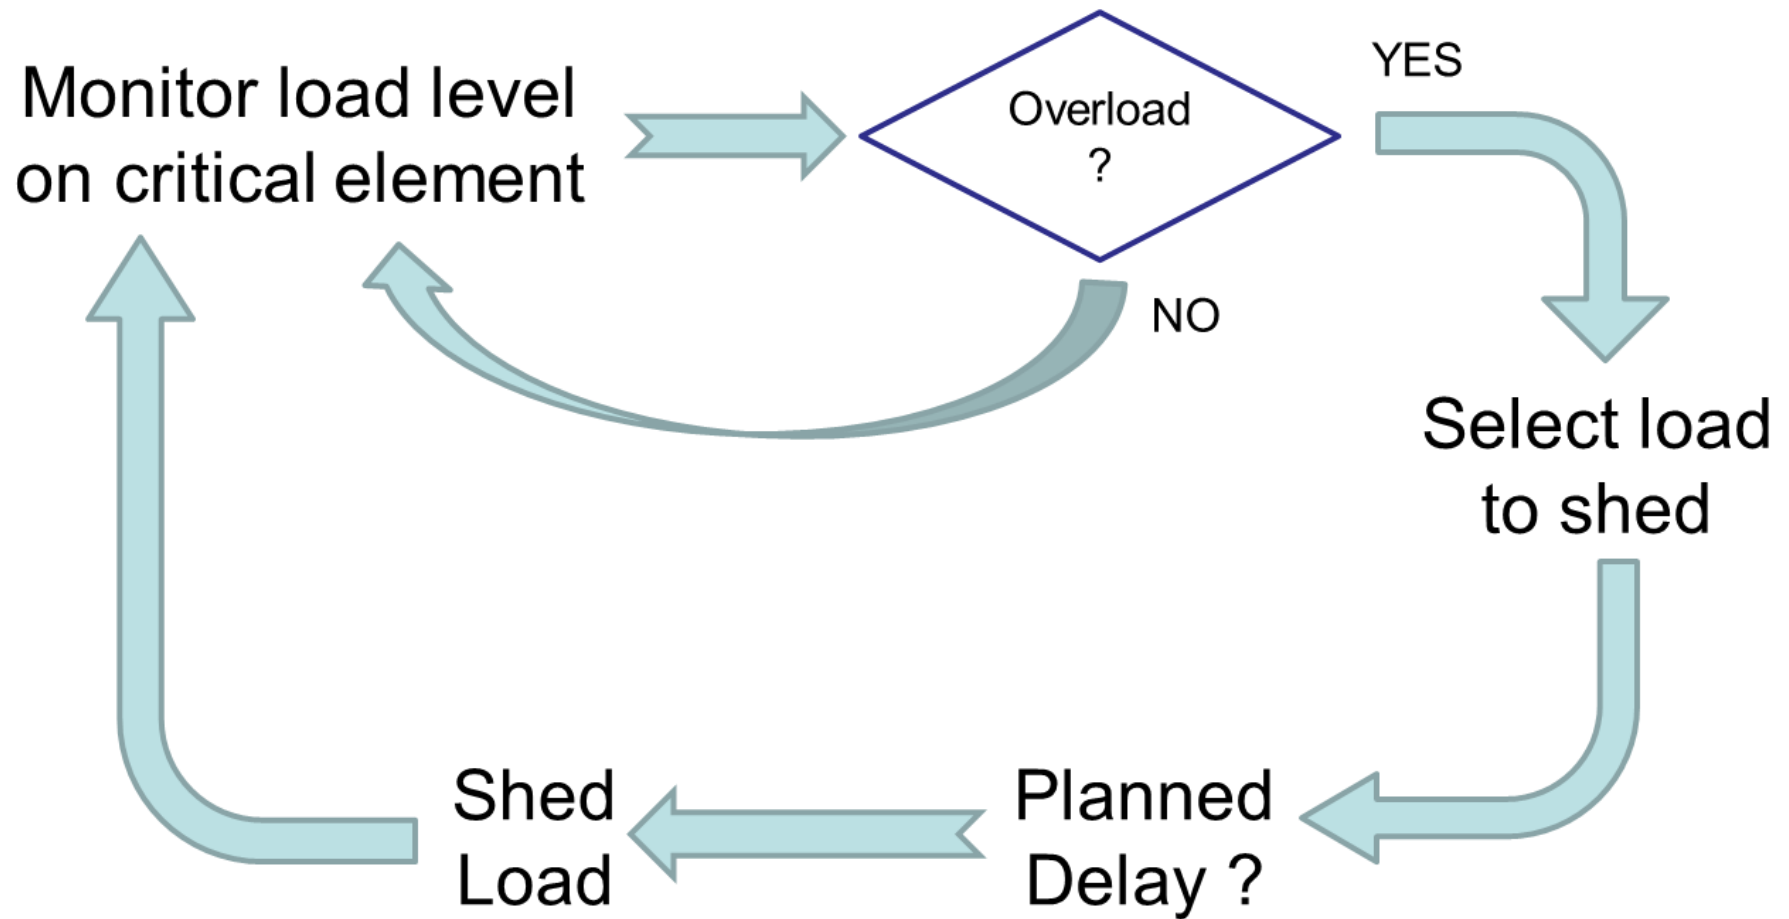 Monitor load level
on critical element
Overload
?
YES
NO
Select load
to shed
Planned
Delay ?
Shed
Load